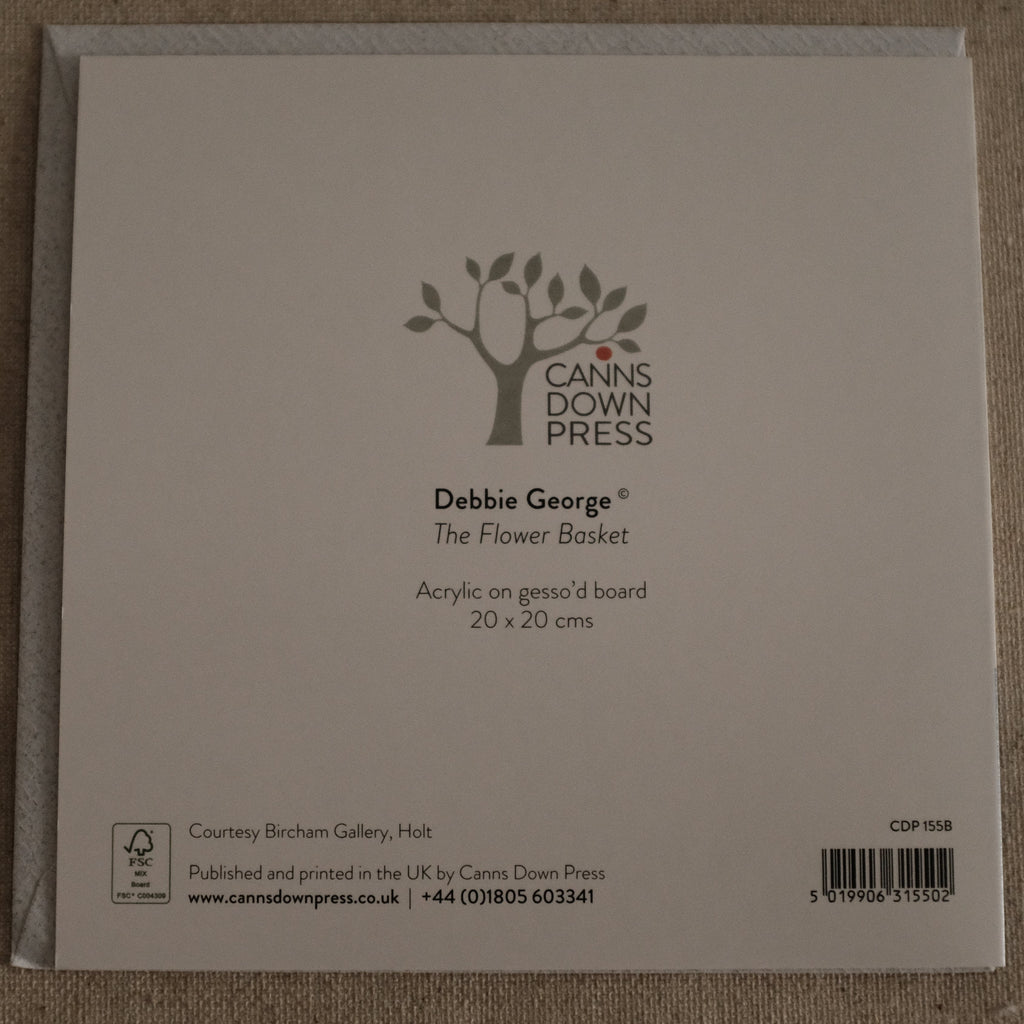 CANNS
DOWN
PRESS
Debbie George ©
The Flower Basket
Acrylic on gesso'd board
20 x 20 cms
Courtesy Bircham Gallery, Holt
Published and printed in the UK by Canns Down Press
www.cannsdownpress.co.uk | +44 (0)1805 603341
FSC
MIX
Board
FSC® C004309
CDP 155B
5 019906 315502